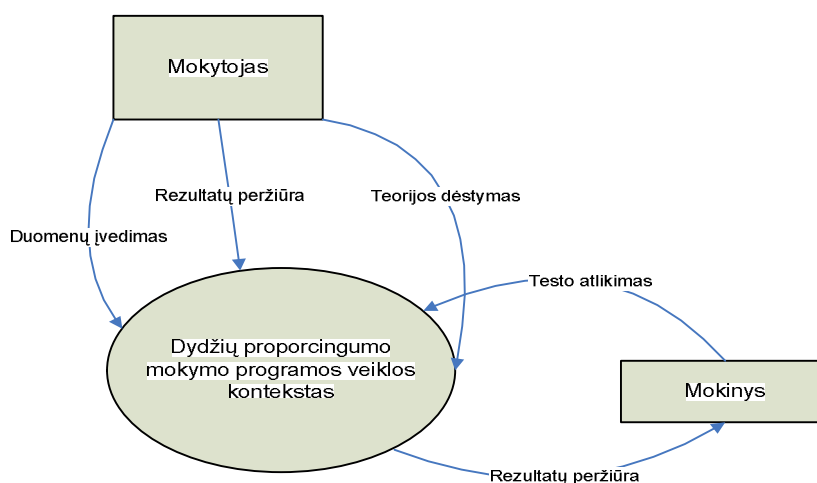 Mokytojas
Rezultatų peržiūra
Teorijos dėstymas
Duomenų įvedimas
Testo atlikimas
Dydžių proporcingumo
mokymo programos veiklos
kontekstas
Mokinys
Rezultatų peržiūra